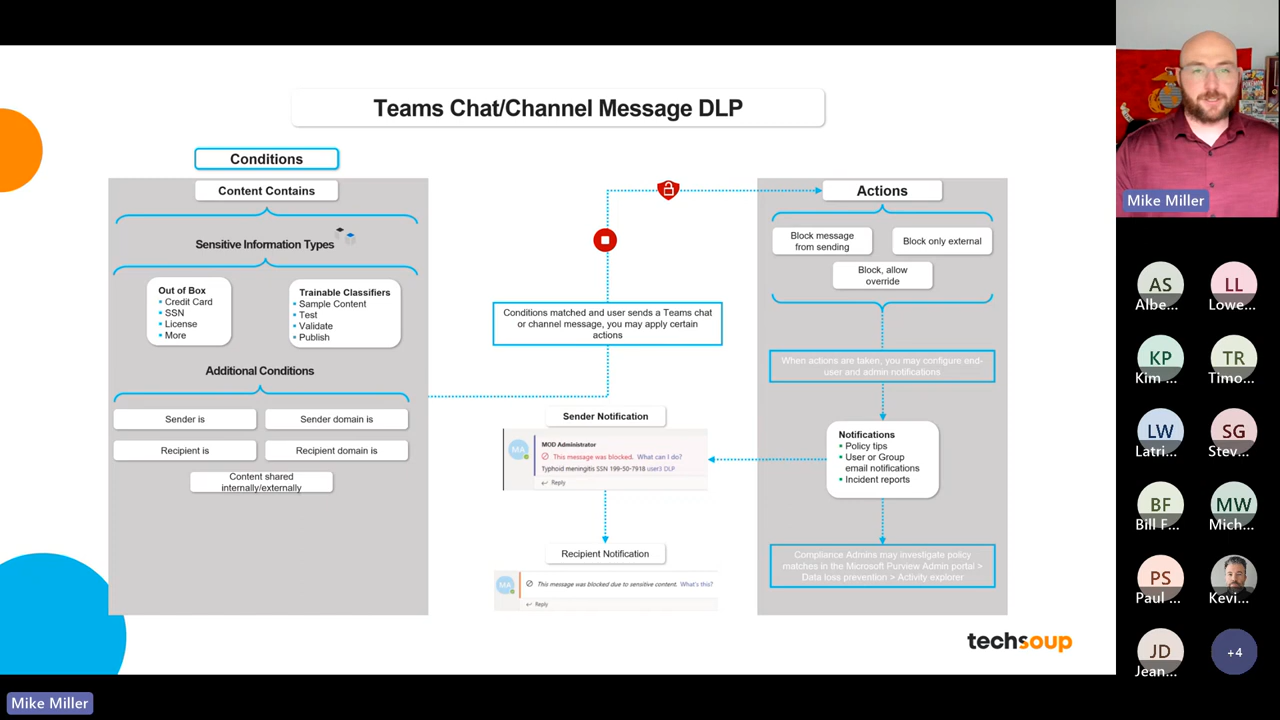 Teams Chat/Channel Message DLP
Conditions
Content Contains
Sensitive Information Types
Out of Box
• Credit Card
• SSN
• License
• More
Trainable Classifiers
• Sample Content
• Test
• Validate
• Publish
Additional Conditions
Sender is
Sender domain is
Recipient is
Recipient domain is
Content shared
internally/externally
Conditions matched and user sends a Teams chat
or channel message, you may apply certain
actions
Sender Notification
MA
MOD Administrator
This message was blocked. What can I do?
Typhoid meningitis SSN 199-50-7918 user3 DLP
Reply
Recipient Notification
MA
This message was blocked due to sensitive content. What's this?
Reply
Actions
Block message
from sending
Block only external
Block, allow
override
When actions are taken, you may configure end-
user and admin notifications
Notifications
• Policy tips
• User or Group
email notifications
• Incident reports
Compliance Admins may investigate policy
matches in the Microsoft Purview Admin portal >
Data loss prevention > Activity explorer
techsoup
Mike Miller
Mike Miller
AS
Albe...
LL
Lowe...
KP
Kim ...
TR
Timo...
LW
Latri...
SG
Stev...
BF
Bill F...
MW
Mich...
PS
Paul ...
Kevi...
JD
Jean...
+4